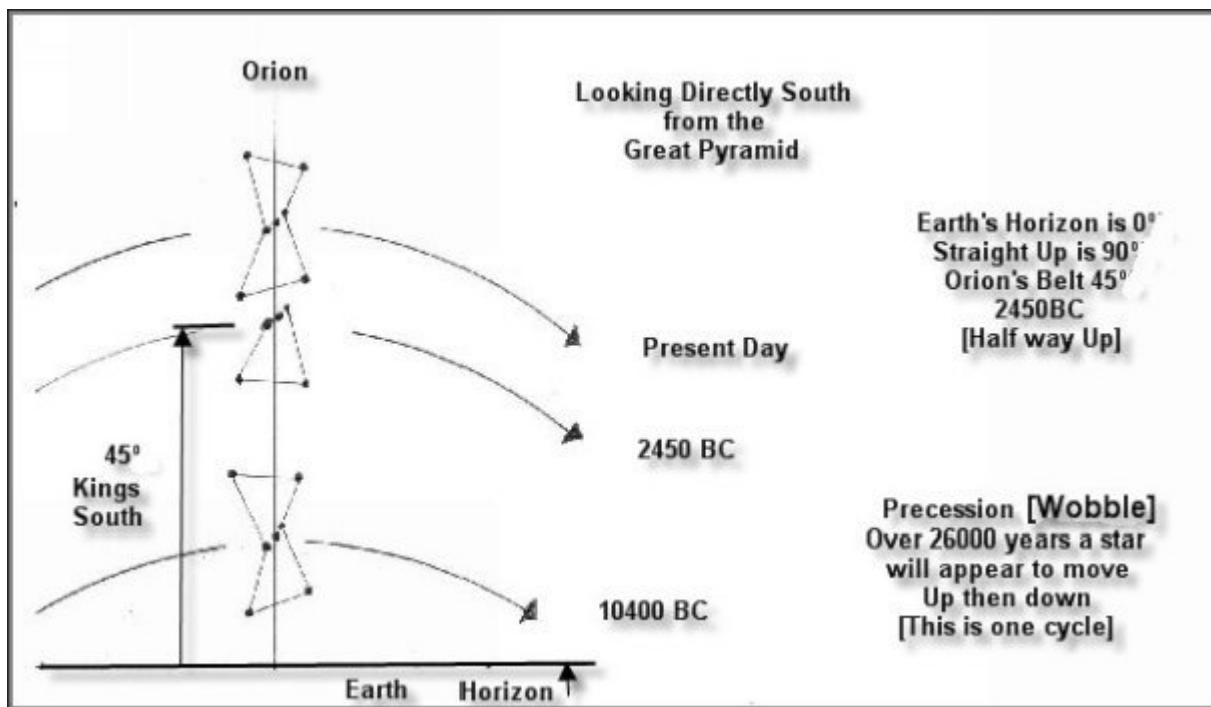 Orion
Looking Directly South
from the
Great Pyramid
Earth's Horizon is 0°
Straight Up is 90°
Orion's Belt 45°
2450BC
[Half way Up]
Present Day
2450 BC
45°
Kings
South
Precession [Wobble]
Over 26000 years a star
will appear to move
Up then down
[This is one cycle]
10400 BC
Earth Horizon